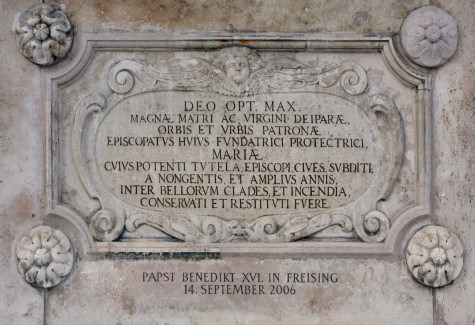 DEO OPT. MAX.
MAGNÆ MATRI AC VIRGINI DEIPARÆ,
ORBIS ET VRBIS PATRONÆ
EPISCOPATVS HVIVS FVNDATRICI PROTECTRICI,
MARIÆ
CVIVS POTENTI TVTELA EPISCOPI, CIVES, SVBDITI,
A NONGENTIS, ET AMPLIVS ANNIS,
INTER BELLORVM CLADES, ET INCENDIA,
CONSERVATI ET RESTITVTI FVERE.
PAPST BENEDIKT XVI. IN FREISING
14. SEPTEMBER 2006